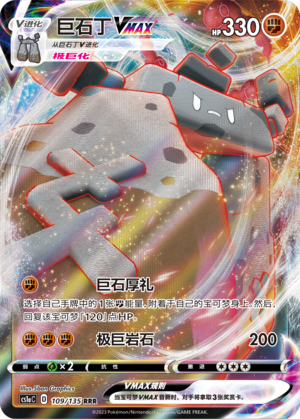 V进化
巨石丁VMAX
HP 330
从巨石丁V进化
极巨化
巨石厚礼
选择自己手牌中的1张 能量,附着于自己的宝可梦身上。然后,
回复该宝可梦「120」点HP。
极巨岩石 200
弱点 ×2 抗性 撤退
VMAX规则
当宝可梦VMAX昏厥时,对手将拿取3张奖赏卡。
Illus. 5ban Graphics
D 109/135 RRR
©2023 Pokémon/Nintendo/Creatures/GAME FREAK.